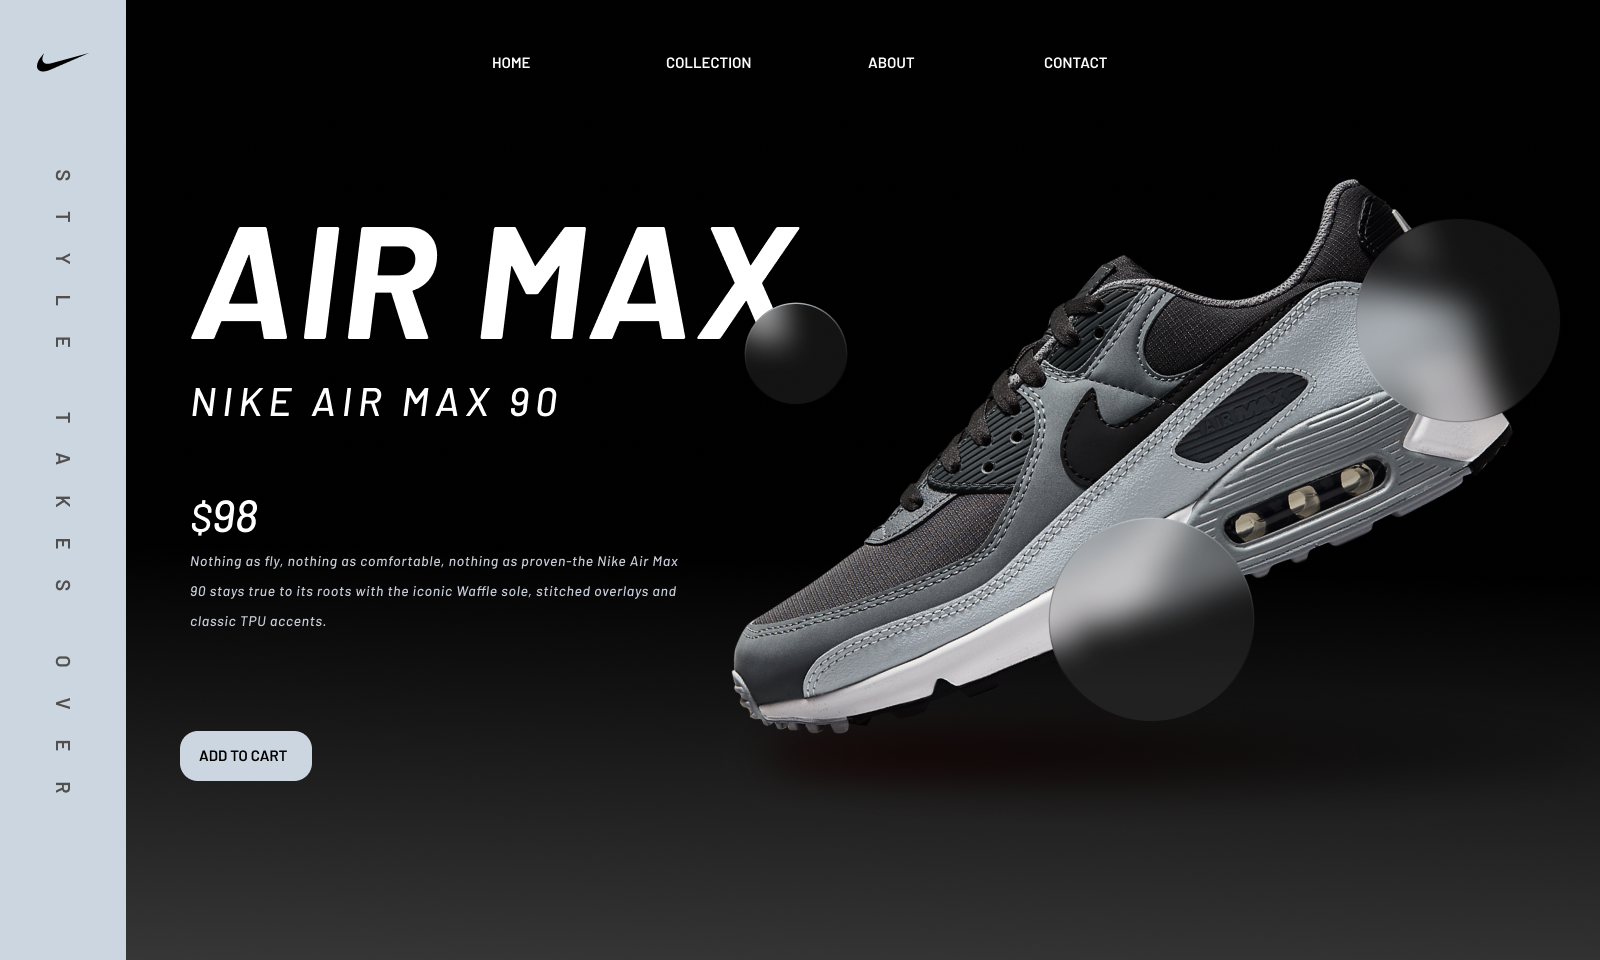 HOME COLLECTION ABOUT CONTACT
STYLE TAKES OVER
AIR MAX
NIKE AIR MAX 90
$98
Nothing as fly, nothing as comfortable, nothing as proven-the Nike Air Max
90 stays true to its roots with the iconic Waffle sole, stitched overlays and
classic TPU accents.
ADD TO CART